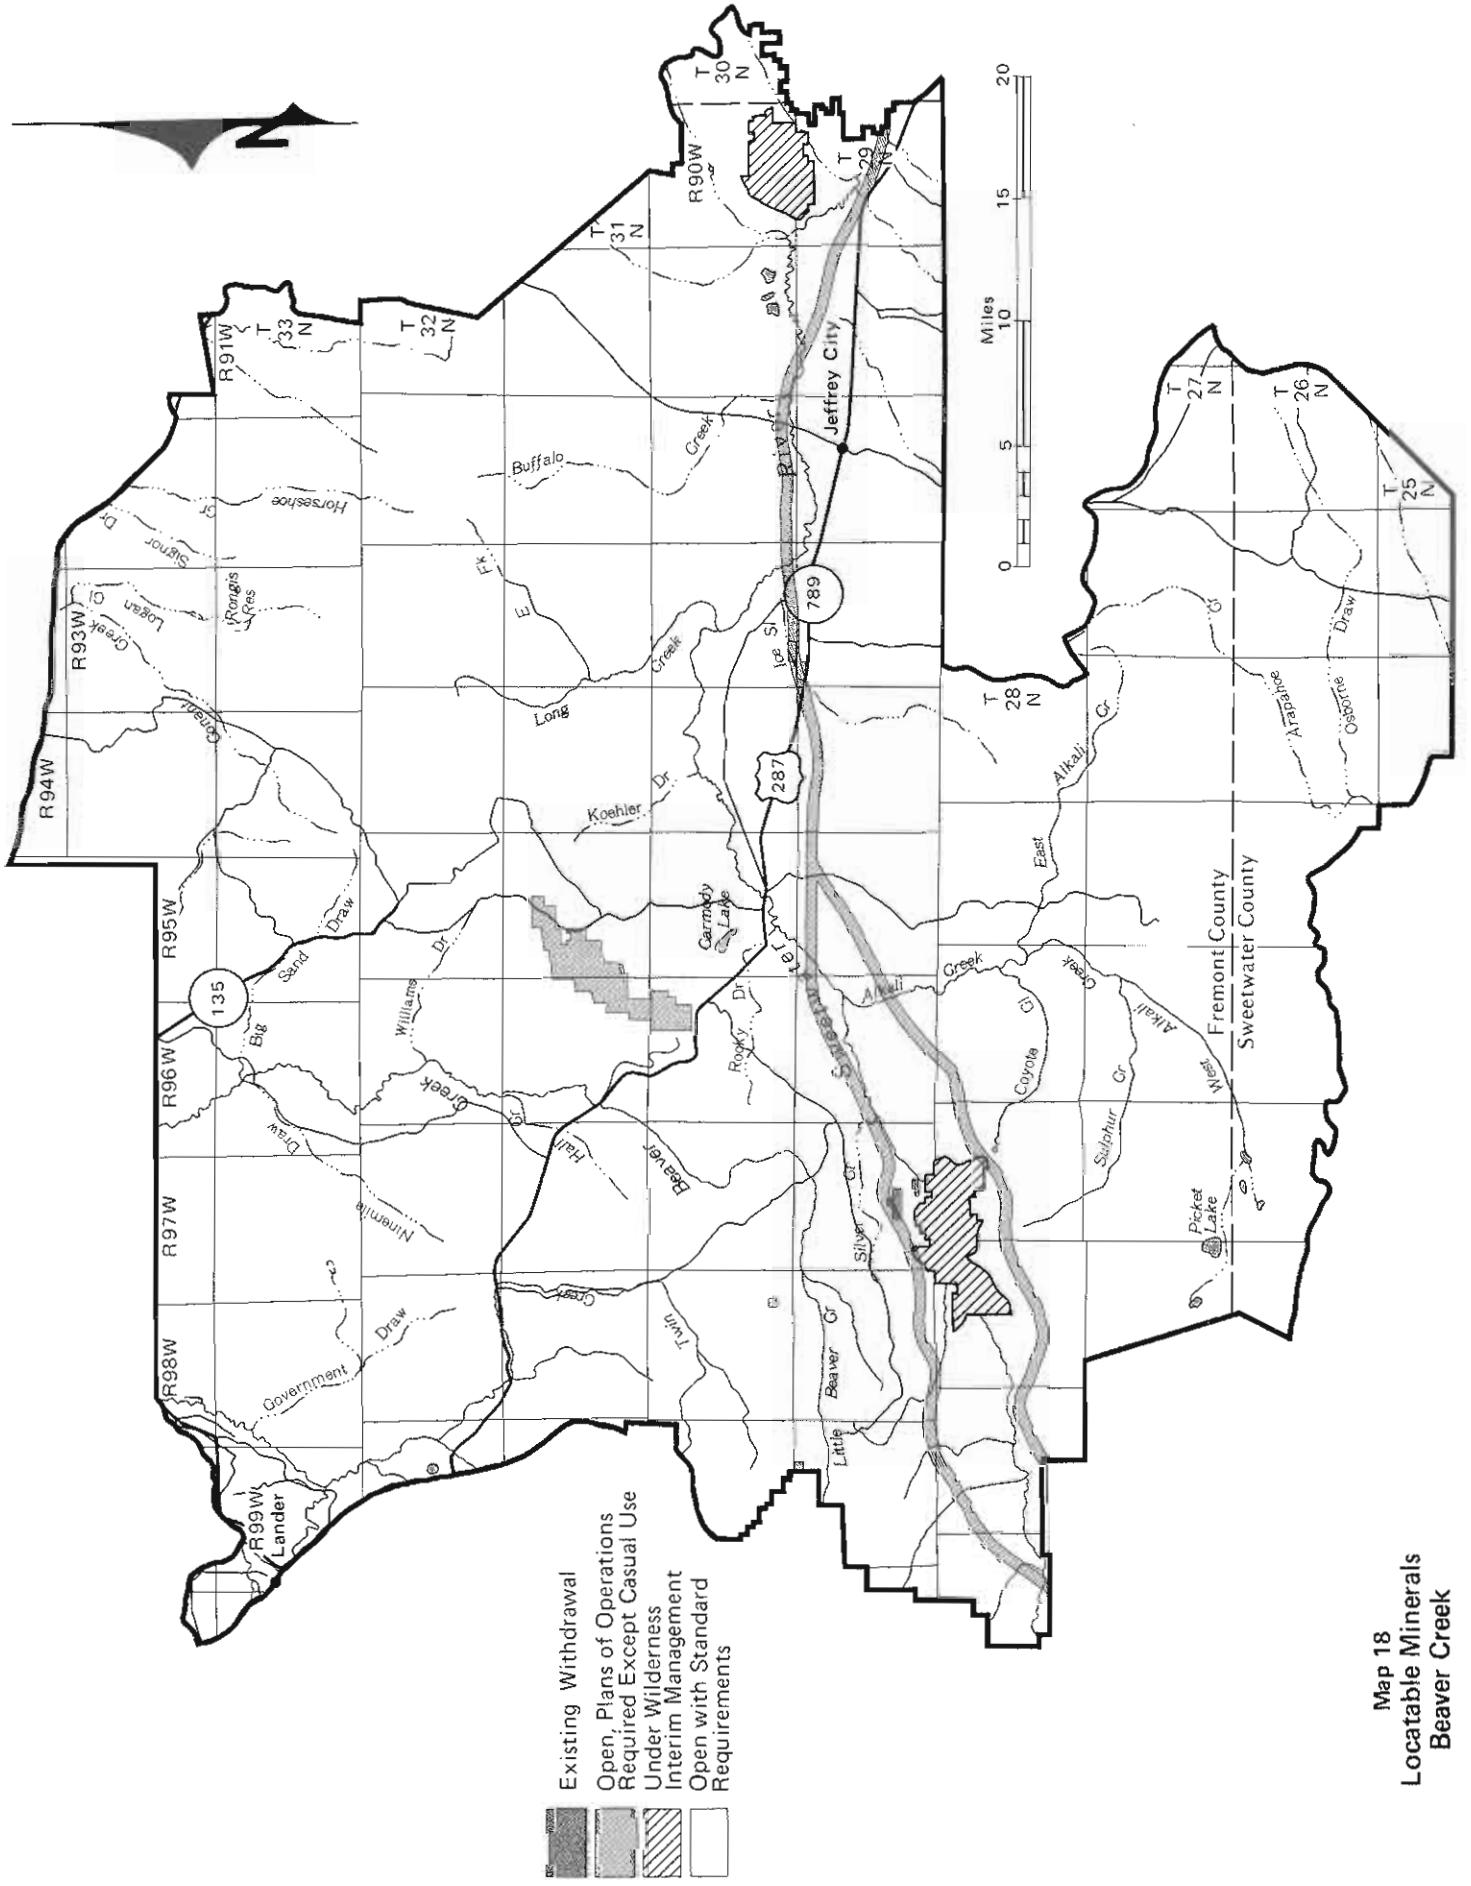 N
R99W
Lander
R98W
R97W
R96W
R95W
R94W
R93W
R91W
R90W
T
33
N
T
32
N
T
31
N
T
30
N
T
29
N
T
28
N
T
27
N
T
26
N
T
25
N
135
789
287
Government
Draw
Ninemile
Draw
Big
Sand
Draw
Williams
Dr
Creek
Conant
Creek
Logan
Gl
Rongis
Res
Signor
Dr
Horseshoe
Cr
Buffalo
Creek
E
Fk
Long
Creek
Koehler
Dr
Carmody
Lake
Rocky
Dr
Hall
Cr
Beaver
Twin
Creek
Ice Sl
River
Jeffrey City
Sweetwater
Silver
Cr
Little
Beaver
Cr
Alkali
Creek
Coyote
Gl
Sulphur
Cr
West
Alkali
Creek
East
Alkali
Cr
Arapahoe
Cr
Osborne
Draw
Picket
Lake
Fremont County
Sweetwater County
0
5
10
15
20
Miles
Existing Withdrawal
Open, Plans of Operations
Required Except Casual Use
Under Wilderness
Interim Management
Open with Standard
Requirements
Map 18
Locatable Minerals
Beaver Creek